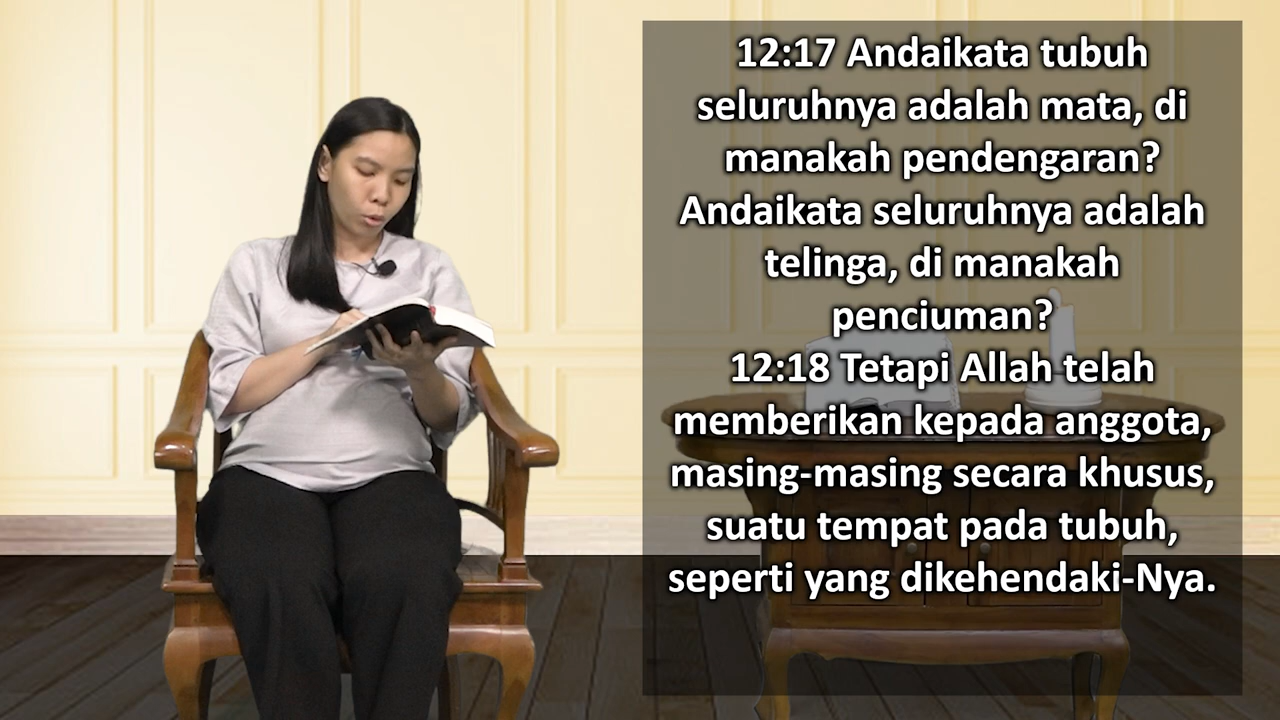 12:17 Andaikata tubuh
seluruhnya adalah mata, di
manakah pendengaran?
Andaikata seluruhnya adalah
telinga, di manakah
penciuman?
12:18 Tetapi Allah telah
memberikan kepada anggota,
masing-masing secara khusus,
suatu tempat pada tubuh,
seperti yang dikehendaki-Nya.